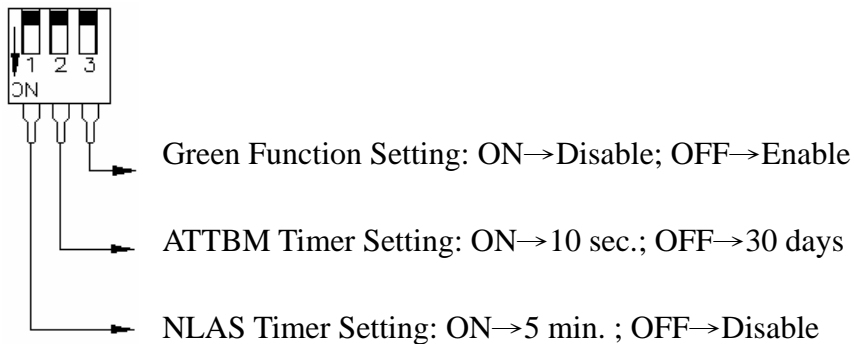 1 2 3
ON
Green Function Setting: ON→Disable; OFF→Enable
ATTBM Timer Setting: ON→10 sec.; OFF→30 days
NLAS Timer Setting: ON→5 min. ; OFF→Disable